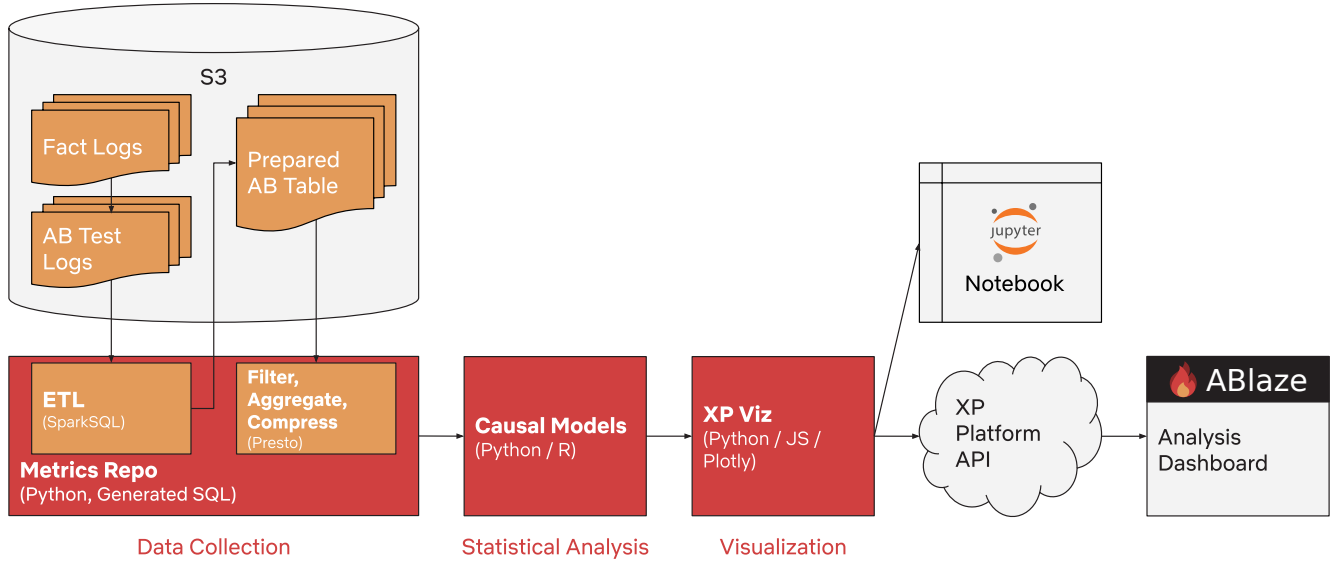 S3
Fact Logs
AB Test
Logs
Prepared
AB Table
ETL
(SparkSQL)
Filter,
Aggregate,
Compress
(Presto)
Metrics Repo
(Python, Generated SQL)
Data Collection
Causal Models
(Python / R)
Statistical Analysis
XP Viz
(Python / JS /
Plotly)
Visualization
jupyter
Notebook
XP
Platform
API
ABlaze
Analysis
Dashboard